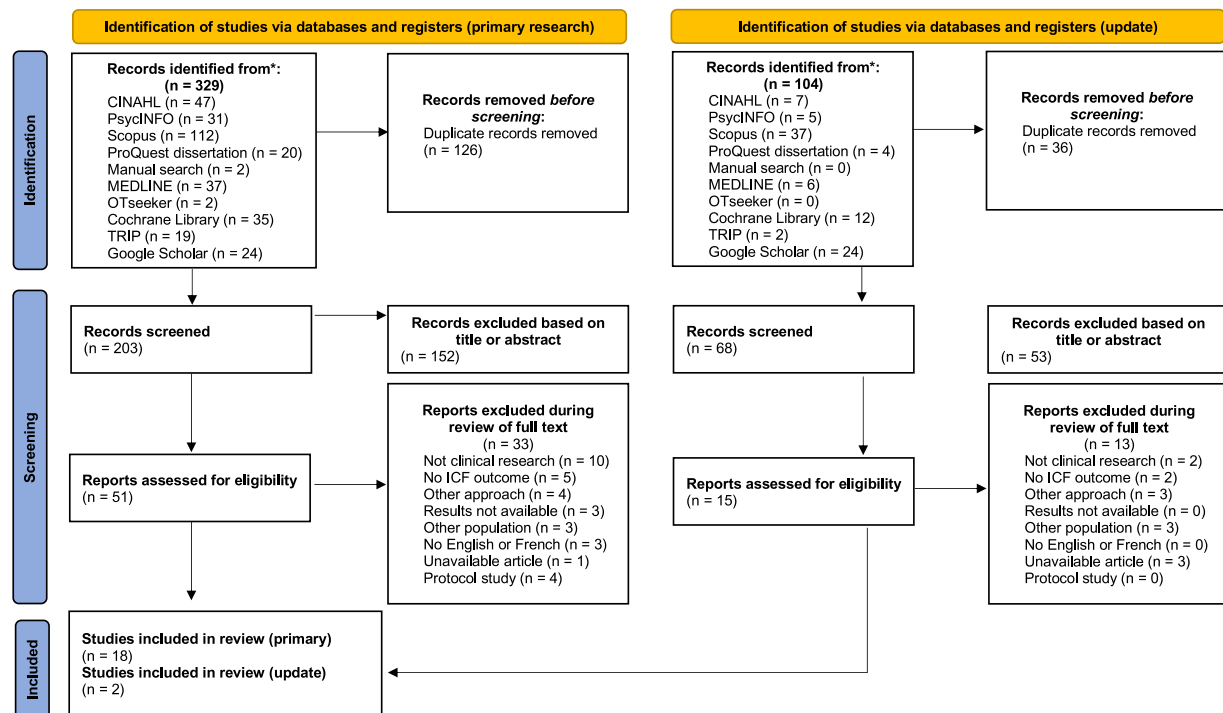 Identification of studies via databases and registers (primary research)
Identification of studies via databases and registers (update)
Identification
Records identified from*:
(n = 329)
CINAHL (n = 47)
PsycINFO (n = 31)
Scopus (n = 112)
ProQuest dissertation (n = 20)
Manual search (n = 2)
MEDLINE (n = 37)
OTseeker (n = 2)
Cochrane Library (n = 35)
TRIP (n = 19)
Google Scholar (n = 24)
Records removed before
screening:
Duplicate records removed
(n = 126)
Records identified from*:
(n = 104)
CINAHL (n = 7)
PsycINFO (n = 5)
Scopus (n = 37)
ProQuest dissertation (n = 4)
Manual search (n = 0)
MEDLINE (n = 6)
OTseeker (n = 0)
Cochrane Library (n = 12)
TRIP (n = 2)
Google Scholar (n = 24)
Records removed before
screening:
Duplicate records removed
(n = 36)
Screening
Records screened
(n = 203)
Records excluded based on
title or abstract
(n = 152)
Records screened
(n = 68)
Records excluded based on
title or abstract
(n = 53)
Reports assessed for eligibility
(n = 51)
Reports excluded during
review of full text
(n = 33)
Not clinical research (n = 10)
No ICF outcome (n = 5)
Other approach (n = 4)
Results not available (n = 3)
Other population (n = 3)
No English or French (n = 3)
Unavailable article (n = 1)
Protocol study (n = 4)
Reports assessed for eligibility
(n = 15)
Reports excluded during
review of full text
(n = 13)
Not clinical research (n = 2)
No ICF outcome (n = 2)
Other approach (n = 3)
Results not available (n = 0)
Other population (n = 3)
No English or French (n = 0)
Unavailable article (n = 3)
Protocol study (n = 0)
Included
Studies included in review (primary)
(n = 18)
Studies included in review (update)
(n = 2)